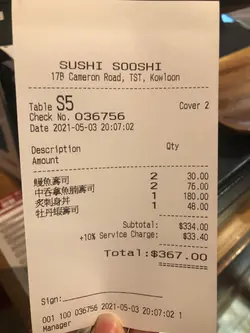 SUSHI SOOSHI
17B Cameron Road, TST, Kowloon
Table S5 Cover 2
Check No. 036756
Date 2021-05-03 20:07:02
Description Qty
Amount
鰻魚壽司 2 30.00
中吞拿魚腩壽司 2 76.00
炙刺身丼 1 180.00
牡丹蝦壽司 1 48.00
Subtotal: $334.00
+10% Service Charge: $33.40
Total:$367.00
Sign:
001 100 036756 2021-05-03 20:07:02 1
Manager